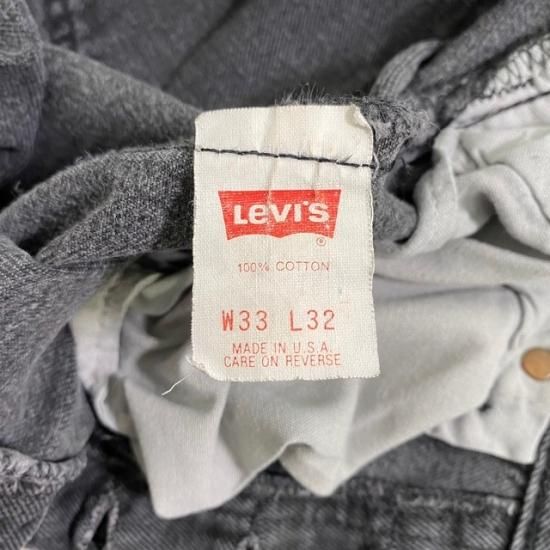 LEVI'S
®
100% COTTON
W33 L32
MADE IN U.S.A.
CARE ON REVERSE